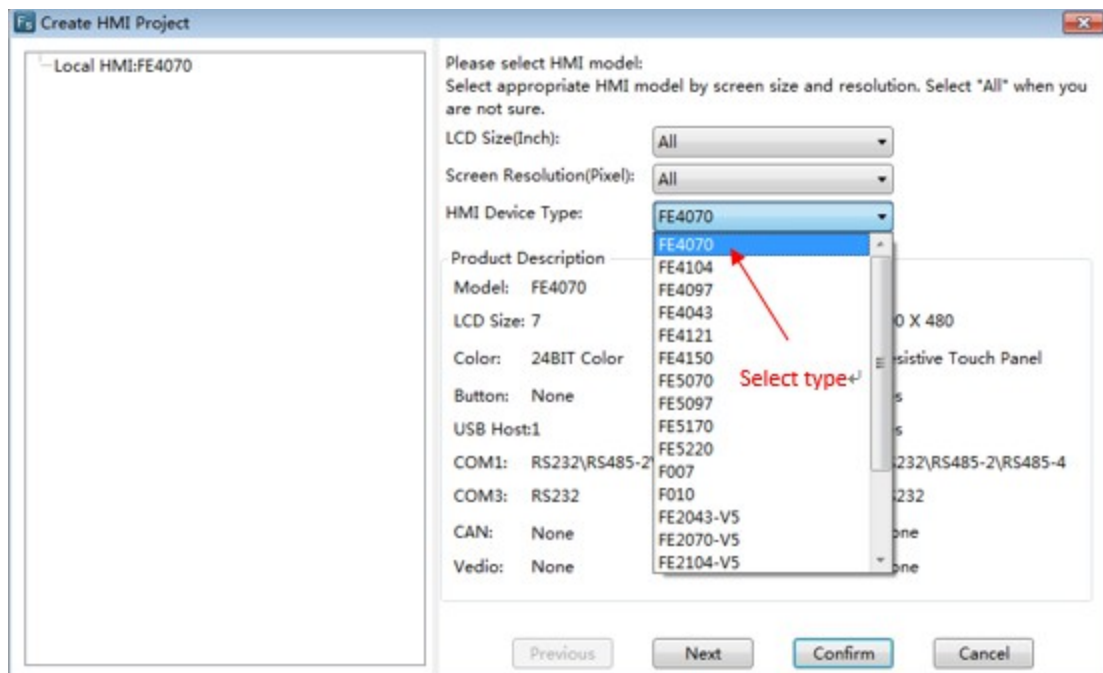 Create HMI Project
Local HMI:FE4070
Please select HMI model:
Select appropriate HMI model by screen size and resolution. Select "All" when you
are not sure.
LCD Size(Inch): All
Screen Resolution(Pixel): All
HMI Device Type: FE4070
FE4070
FE4104
FE4097
FE4043
FE4121
FE4150
FE5070
FE5097
FE5170
FE5220
F007
F010
FE2043-V5
FE2070-V5
FE2104-V5
Select type
Product Description
Model: FE4070
LCD Size: 7
0 X 480
Color: 24BIT Color
Touch Panel
Button: None
USB Host:1
COM1: RS232\RS485-2
232\RS485-2\RS485-4
COM3: RS232
232
CAN: None
Vedio: None
Previous Next Confirm Cancel